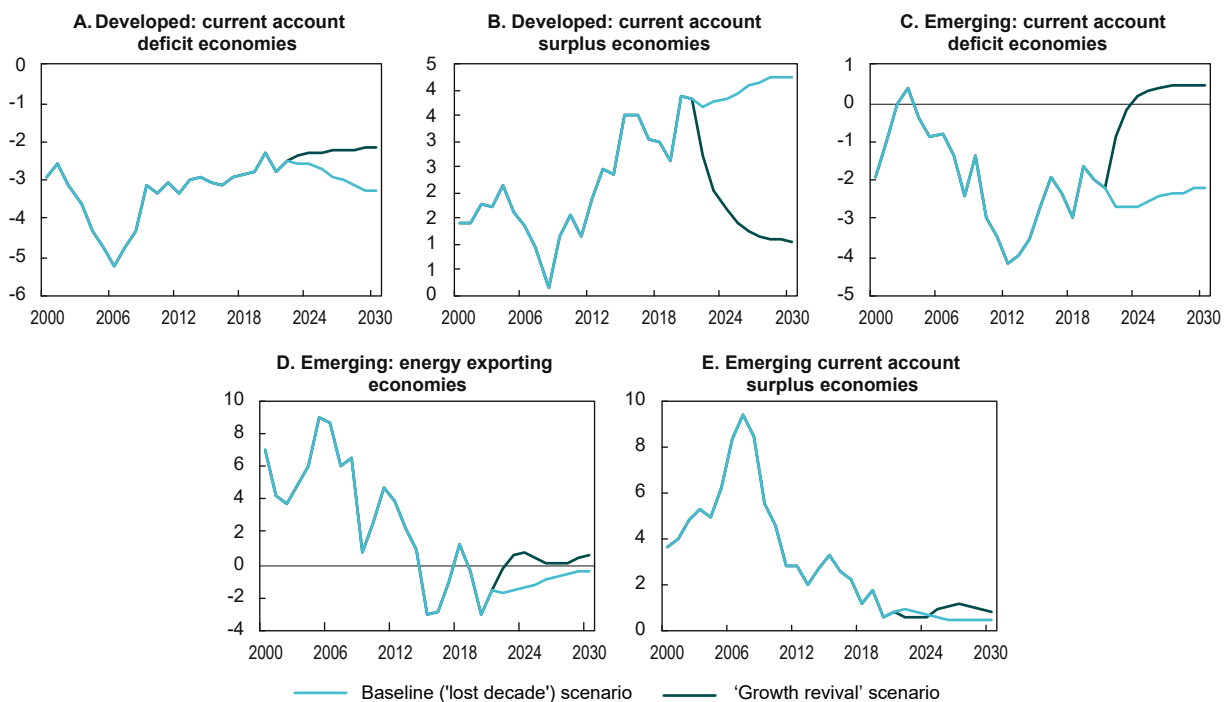 A. Developed: current account
deficit economies
0
-1
-2
-3
-4
-5
-6
2000 2006 2012 2018 2024 2030
B. Developed: current account
surplus economies
5
4
4
3
3
2
2
1
1
0
2000 2006 2012 2018 2024 2030
C. Emerging: current account
deficit economies
1
0
-1
-2
-3
-4
-5
2000 2006 2012 2018 2024 2030
D. Emerging: energy exporting
economies
10
8
6
4
2
0
-2
-4
2000 2006 2012 2018 2024 2030
E. Emerging current account
surplus economies
10
8
6
4
2
0
2000 2006 2012 2018 2024 2030
Baseline ('lost decade') scenario
‘Growth revival’ scenario